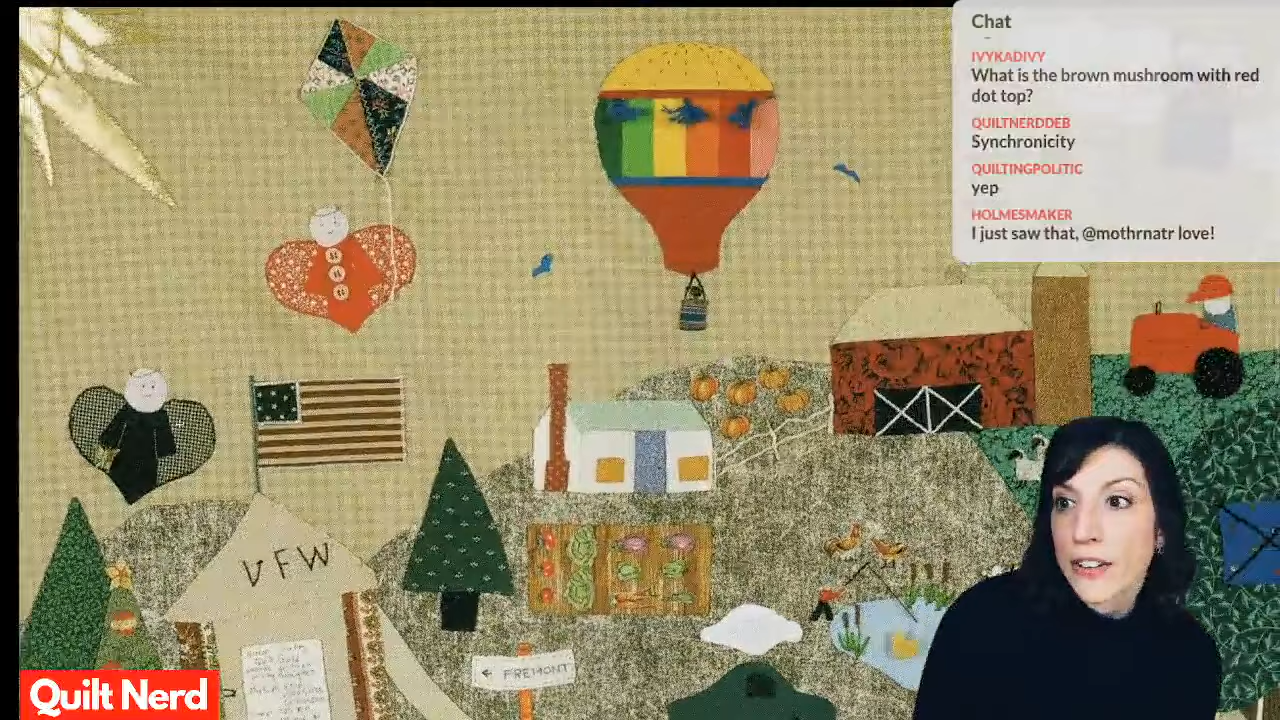 Chat
IVYKADIVY
What is the brown mushroom with red
dot top?
QUILTNERDDEB
Synchronicity
QUILTINGPOLITIC
yep
HOLMESMAKER
I just saw that, @mothrnatr love!
VFW
← FREMONT
Quilt Nerd